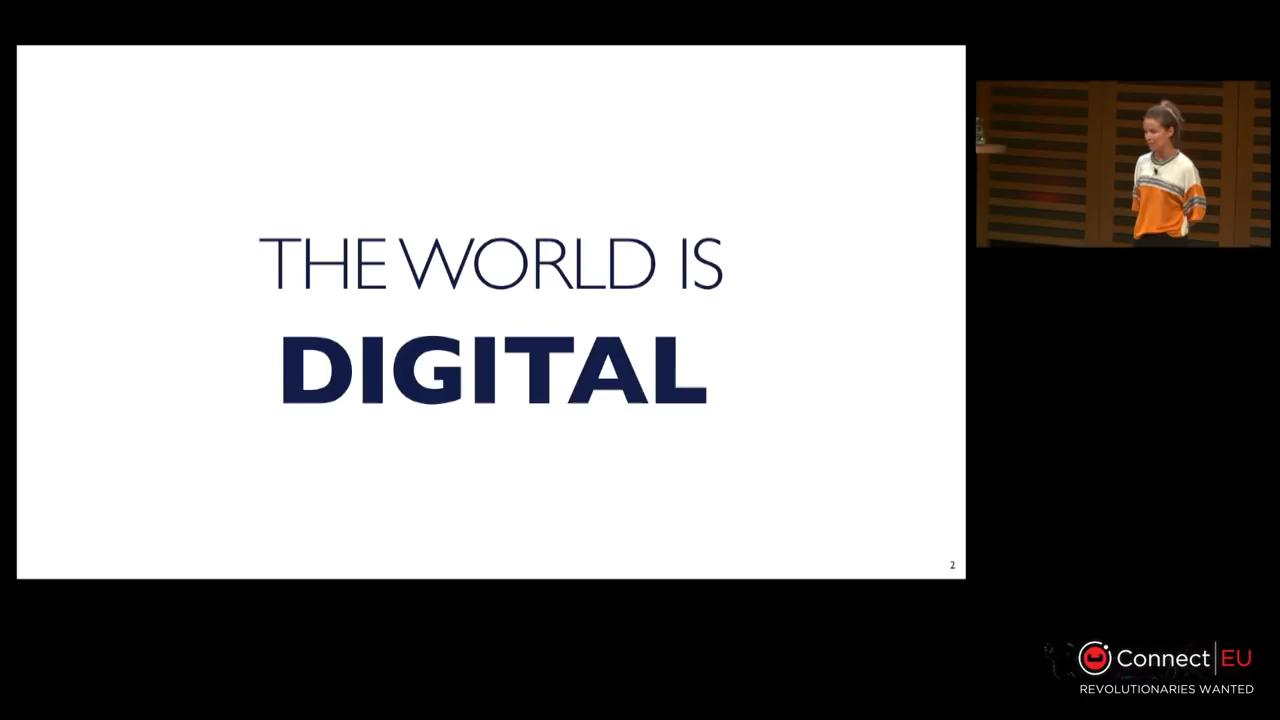 THE WORLD IS
DIGITAL
2
Connect|EU
REVOLUTIONARIES WANTED